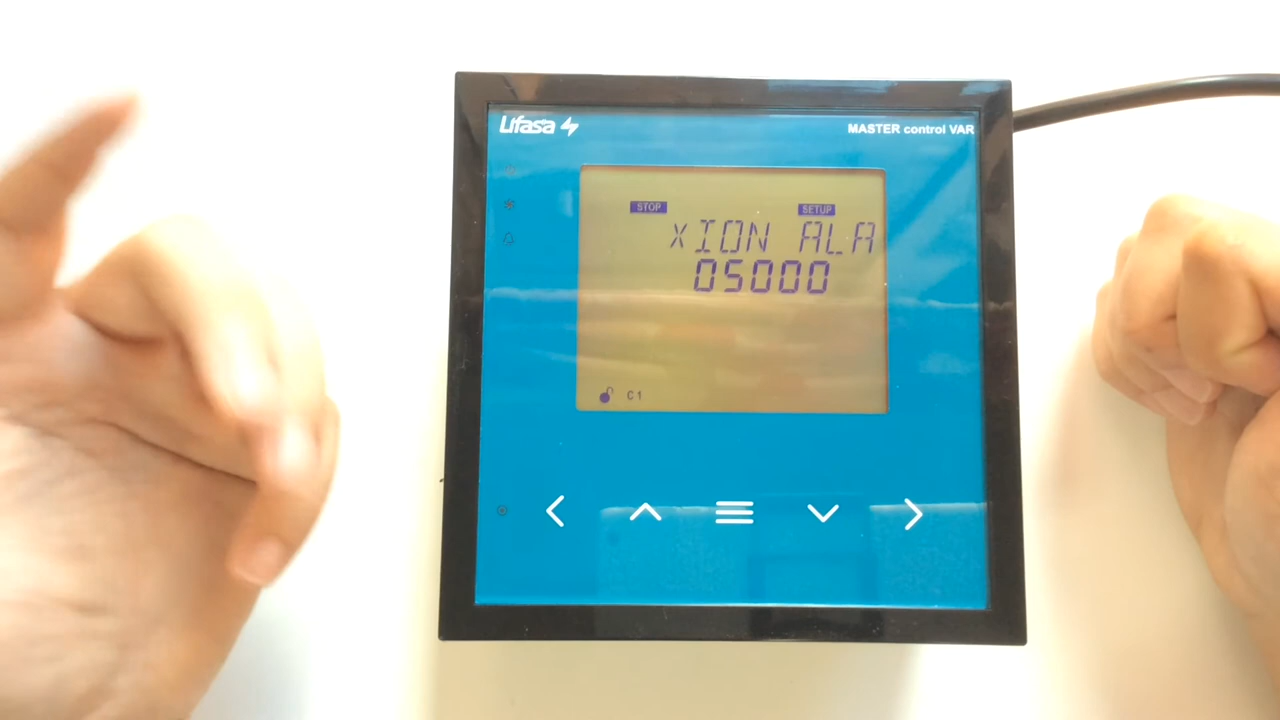 Lifasa
MASTER control VAR
STOP SETUP
XION ALA
05000
C1